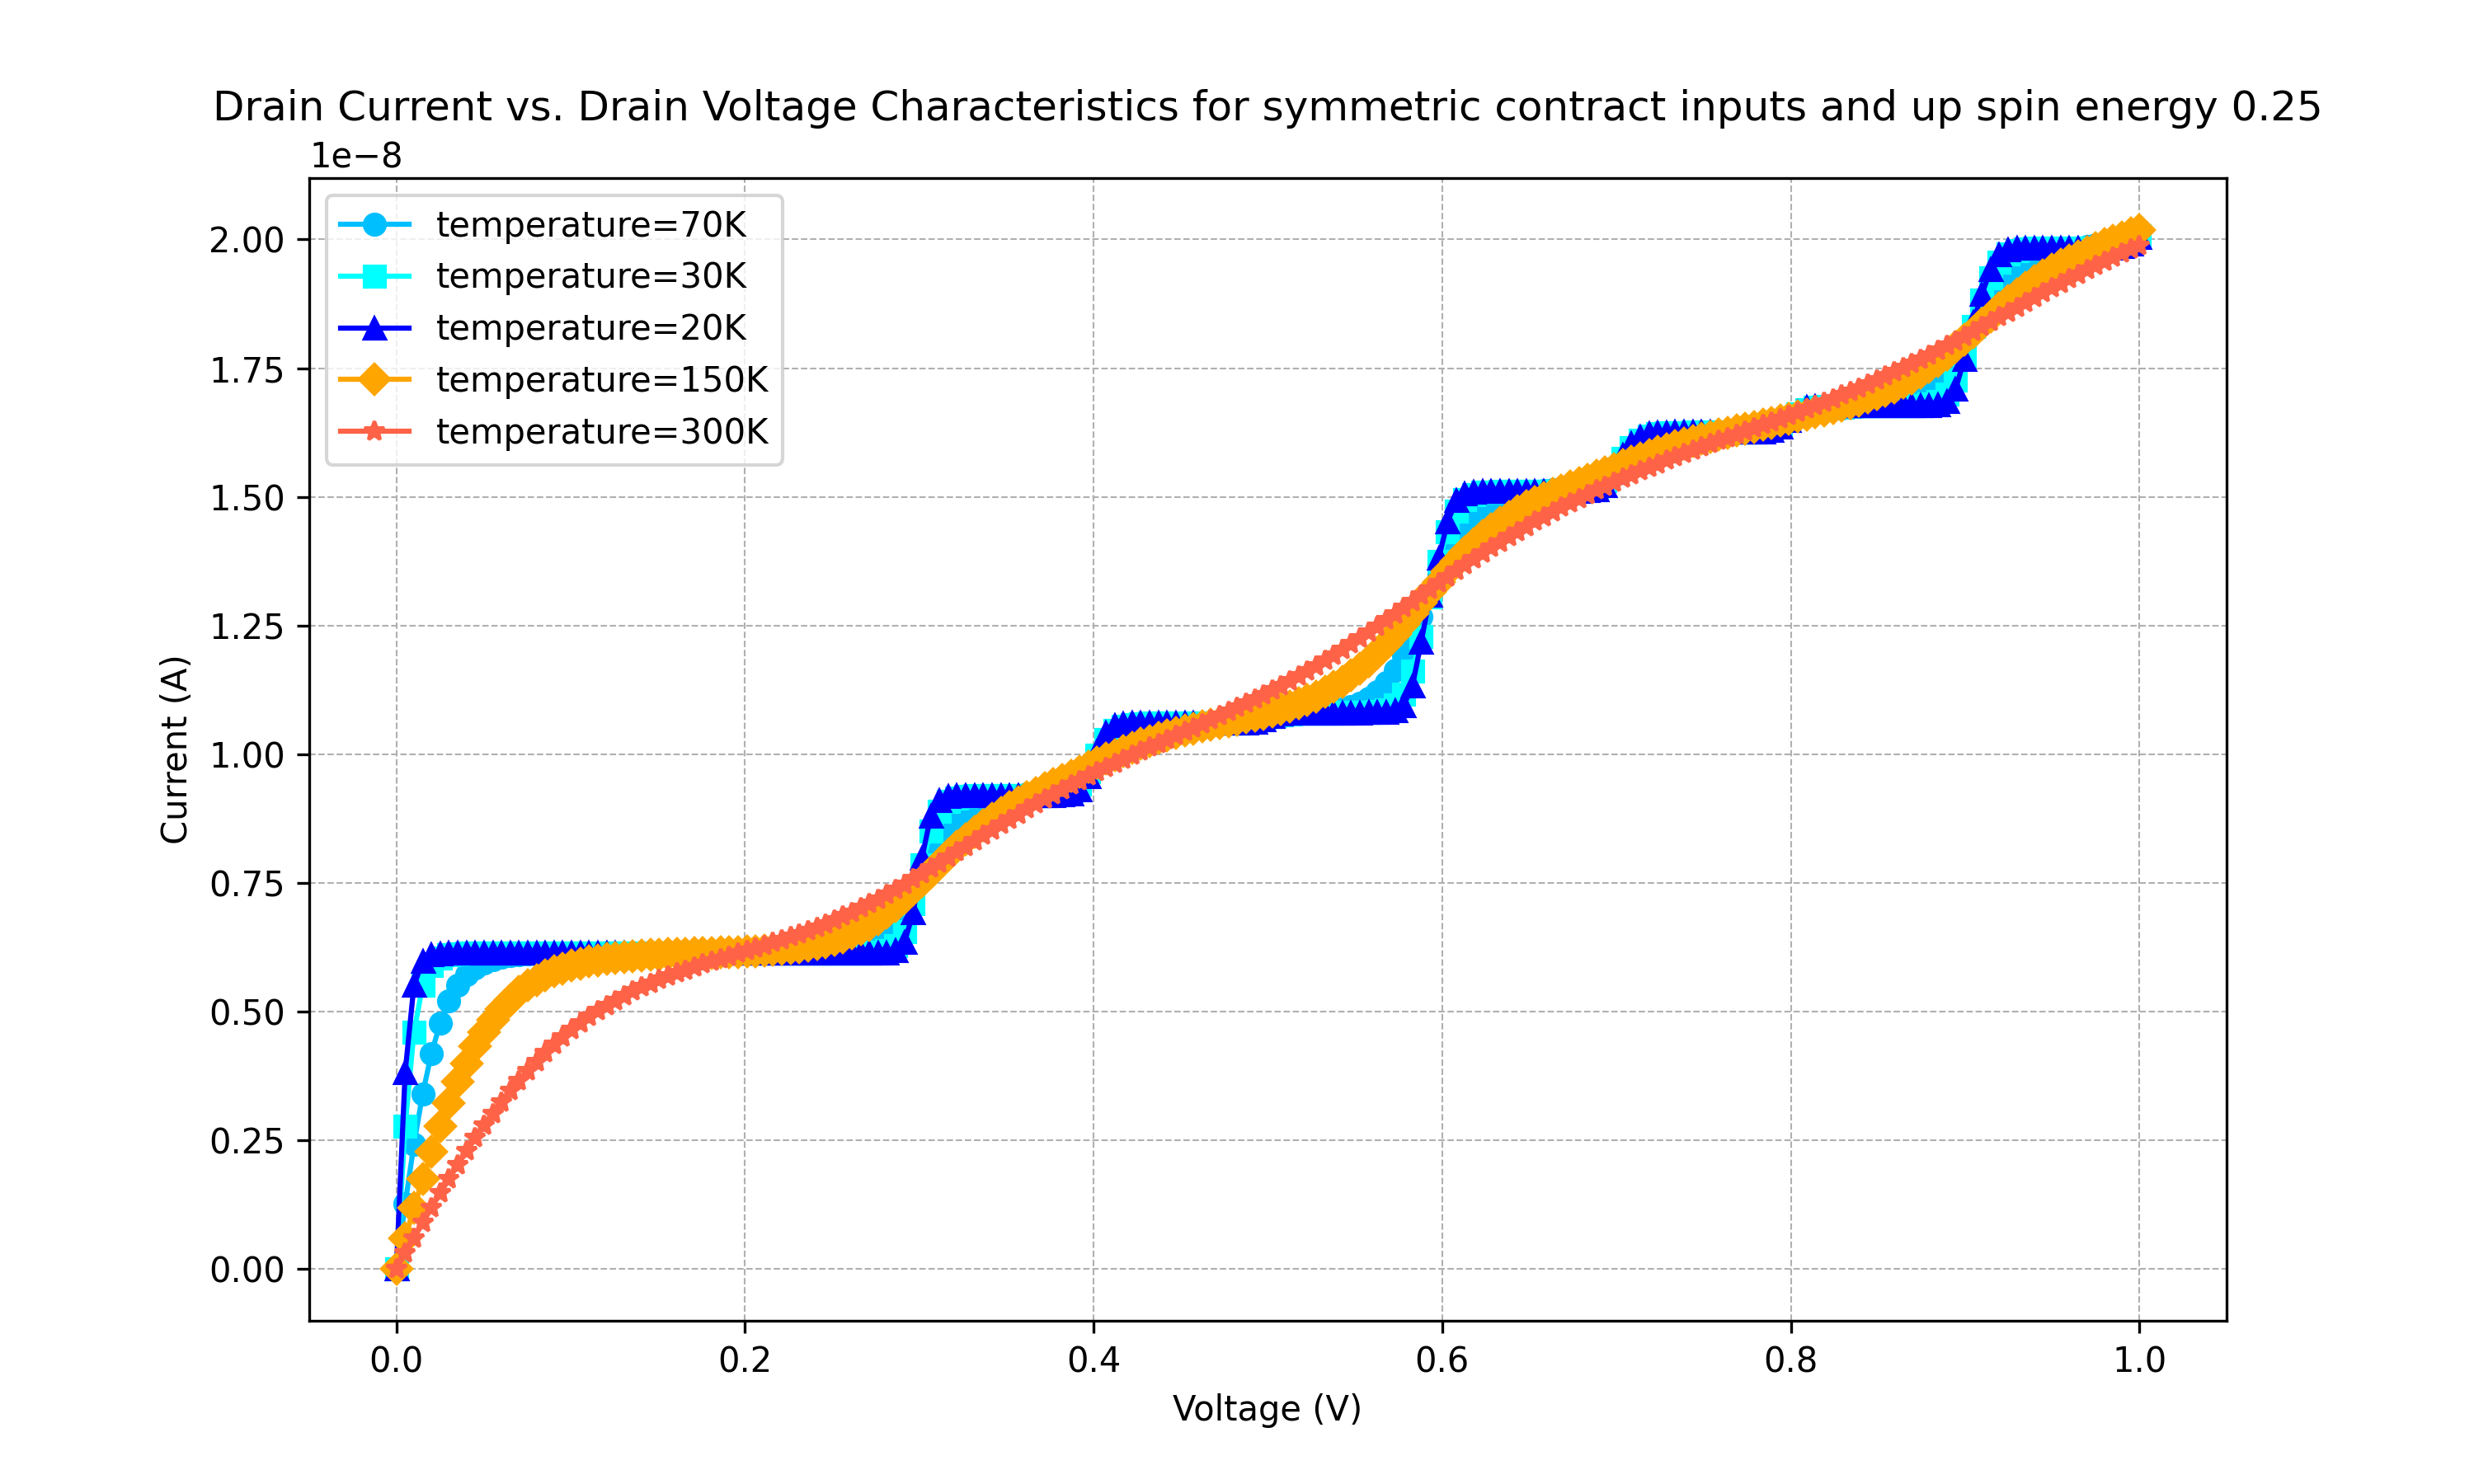 Drain Current vs. Drain Voltage Characteristics for symmetric contract inputs and up spin energy 0.25
1e−8
temperature=70K
temperature=30K
temperature=20K
temperature=150K
temperature=300K
2.00
1.75
1.50
1.25
1.00
0.75
0.50
0.25
0.00
Current (A)
0.0 0.2 0.4 0.6 0.8 1.0
Voltage (V)